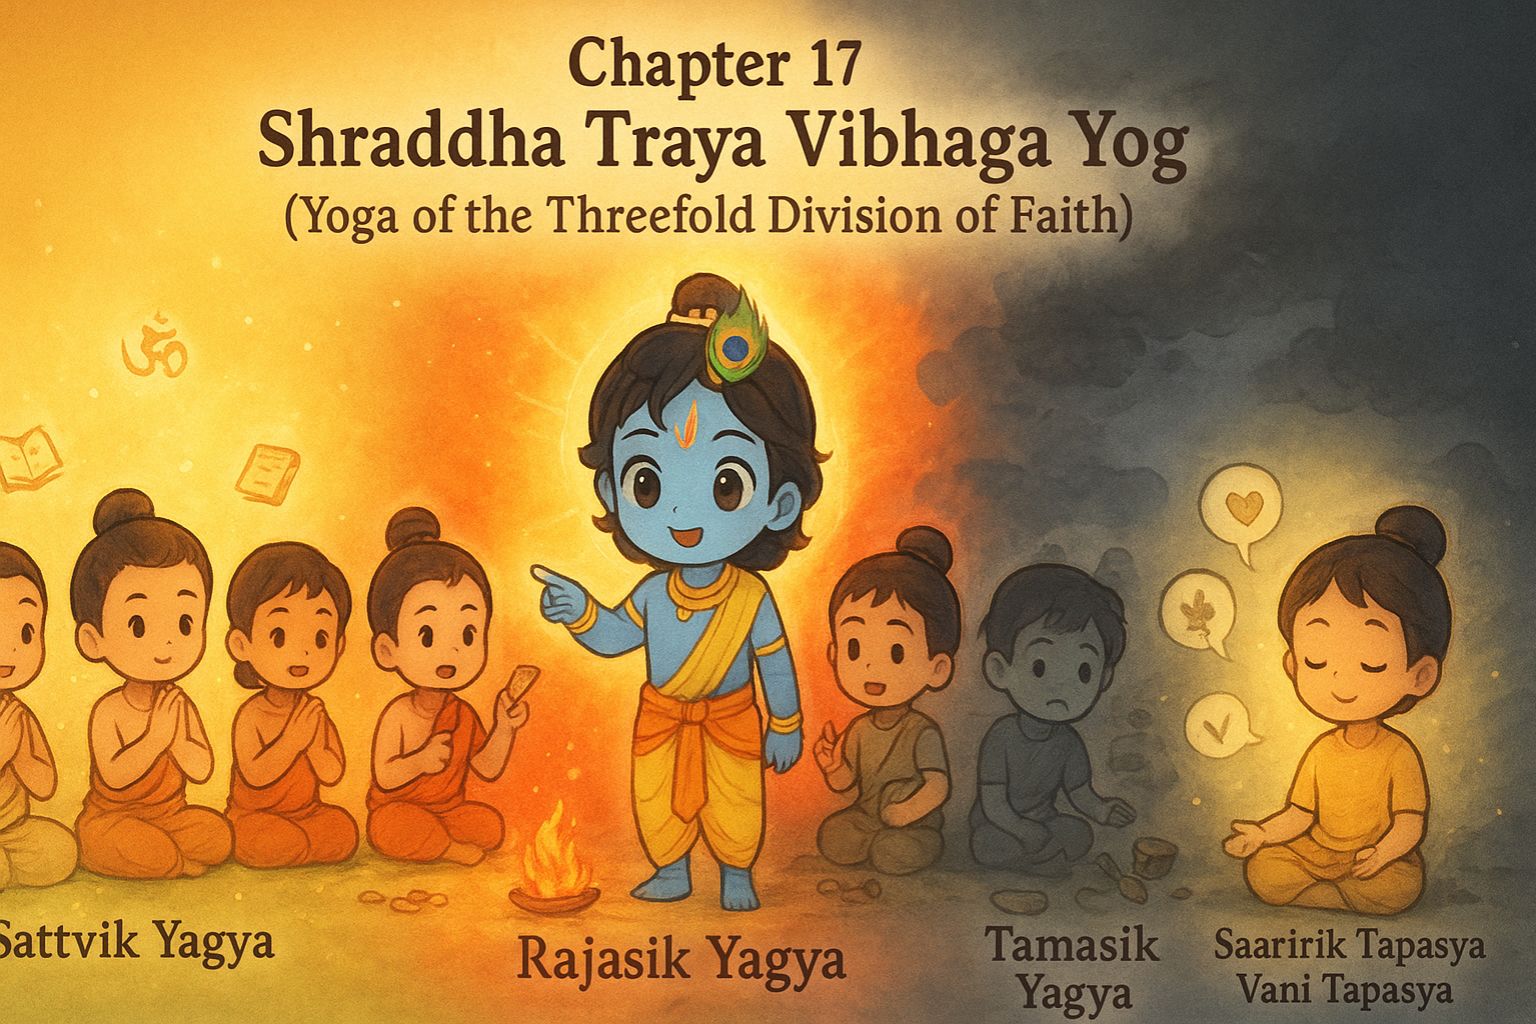 Chapter 17
Shraddha Traya Vibhaga Yog
(Yoga of the Threefold Division of Faith)
ॐ
Sattvik Yagya
Rajasik Yagya
Tamasik
Yagya
Saaririk Tapasya
Vani Tapasya